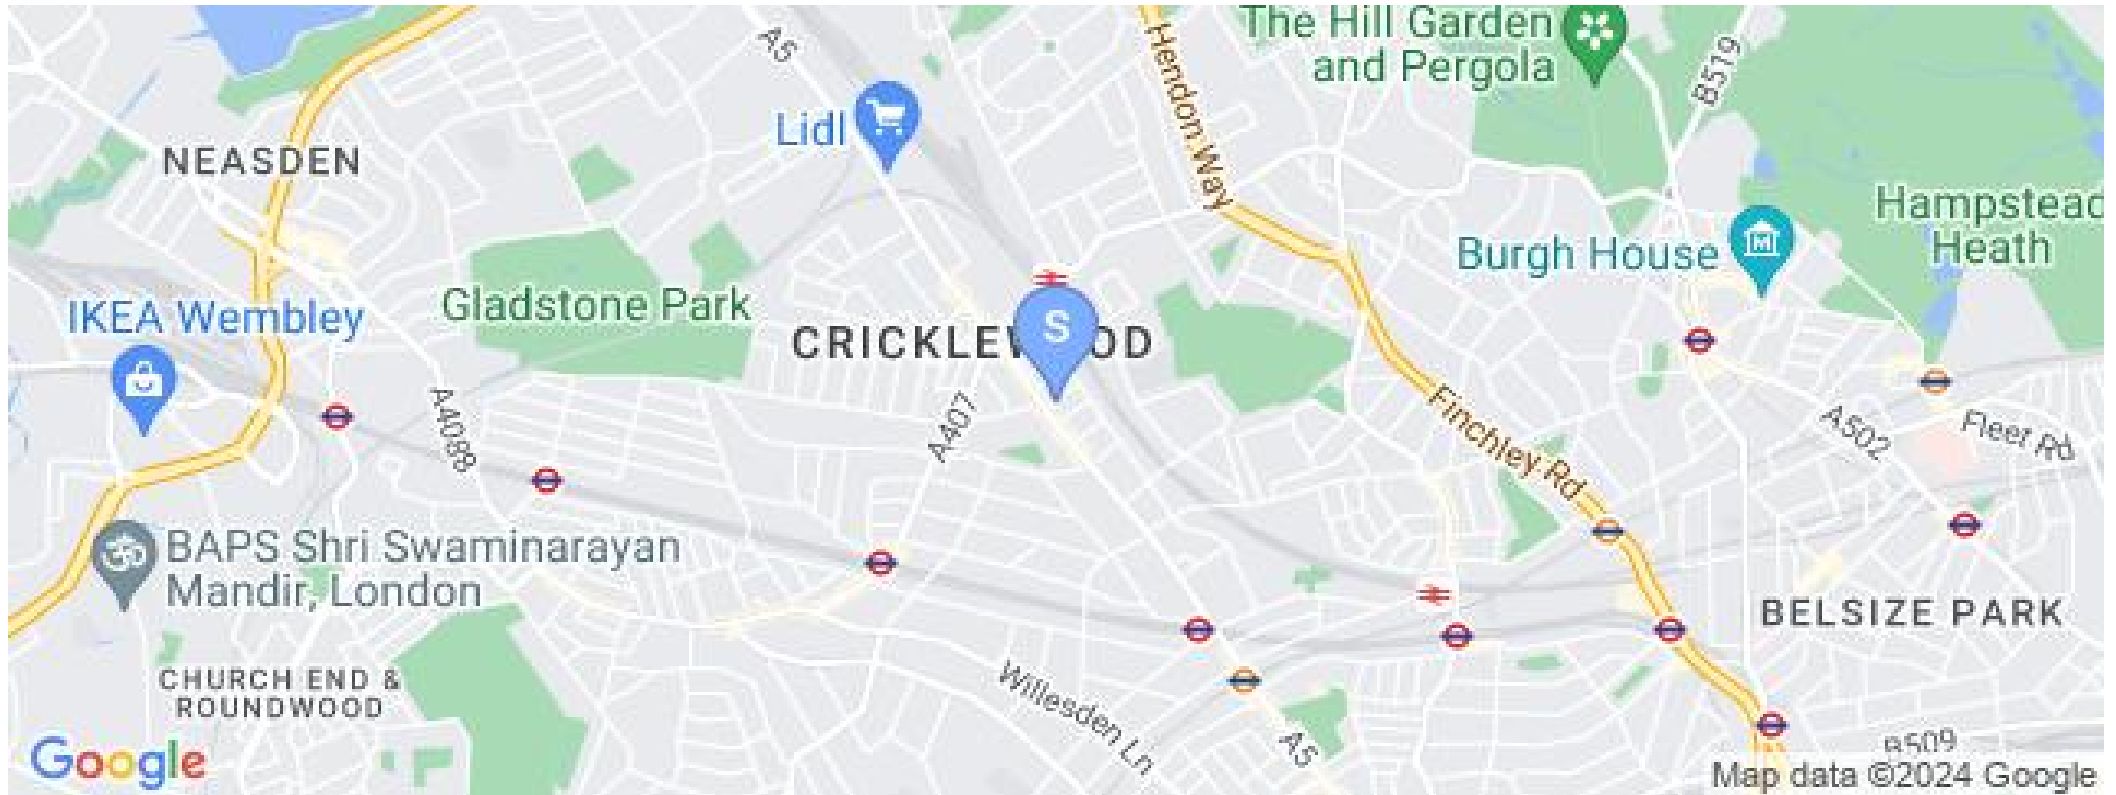 The Hill Garden
and Pergola
A5
Hendon Way
B519
Lidl
NEASDEN
Hampstead
Heath
Burgh House
IKEA Wembley
Gladstone Park
S
A4088
A407
Finchley Rd
A502
Fleet Rd
BAPS Shri Swaminarayan
Mandir, London
BELSIZE PARK
CHURCH END &
ROUNDWOOD
Willesden Ln
A5
B509
Google
Map data ©2024 Google